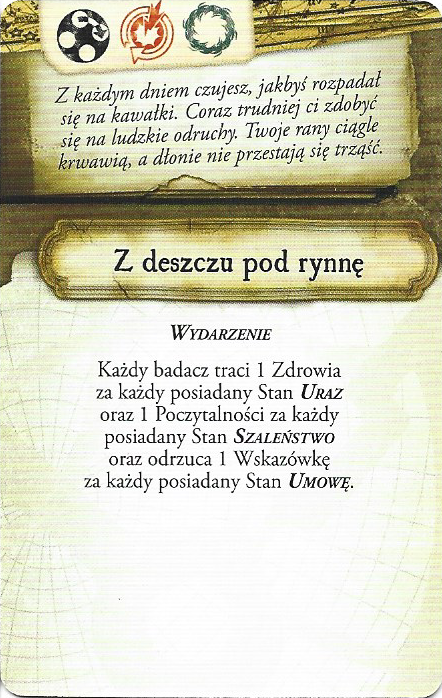 Z każdym dniem czujesz, jakbyś rozpadał
się na kawałki. Coraz trudniej ci zdobyć
się na ludzkie odruchy. Twoje rany ciągle
krwawią, a dłonie nie przestają się trząść.
Z deszczu pod rynnę
WYDARZENIE
Każdy badacz traci 1 Zdrowia
za każdy posiadany Stan URAZ
oraz 1 Poczytalności za każdy
posiadany Stan SZALEŃSTWO
oraz odrzuca 1 Wskazówkę
za każdy posiadany Stan UMOWĘ.